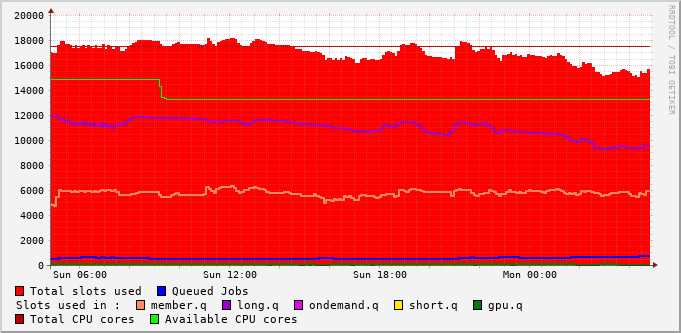 20000
18000
16000
14000
12000
10000
8000
6000
4000
2000
0
Sun 06:00 Sun 12:00 Sun 18:00 Mon 00:00
RRDTOOL / TOBI OETIKER
Total slots used Queued Jobs
Slots used in : member.q long.q ondemand.q short.q gpu.q
Total CPU cores Available CPU cores